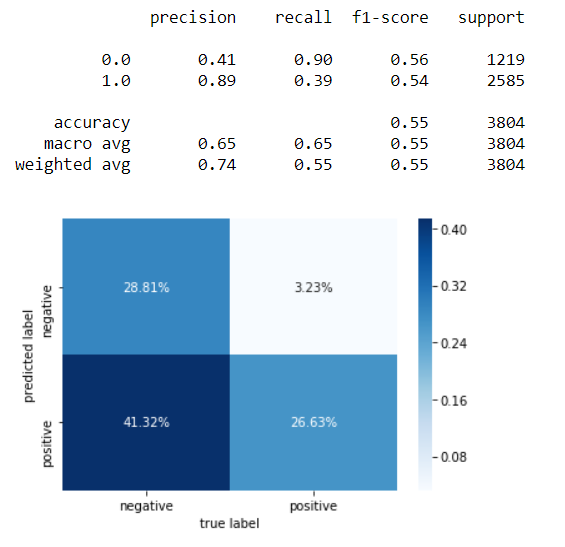 precision recall f1-score support
0.0 0.41 0.90 0.56 1219
1.0 0.89 0.39 0.54 2585
accuracy 0.55 3804
macro avg 0.65 0.65 0.55 3804
weighted avg 0.74 0.55 0.55 3804
predicted label
negative
positive
28.81% 3.23%
41.32% 26.63%
negative positive
true label
0.40
0.32
0.24
0.16
0.08